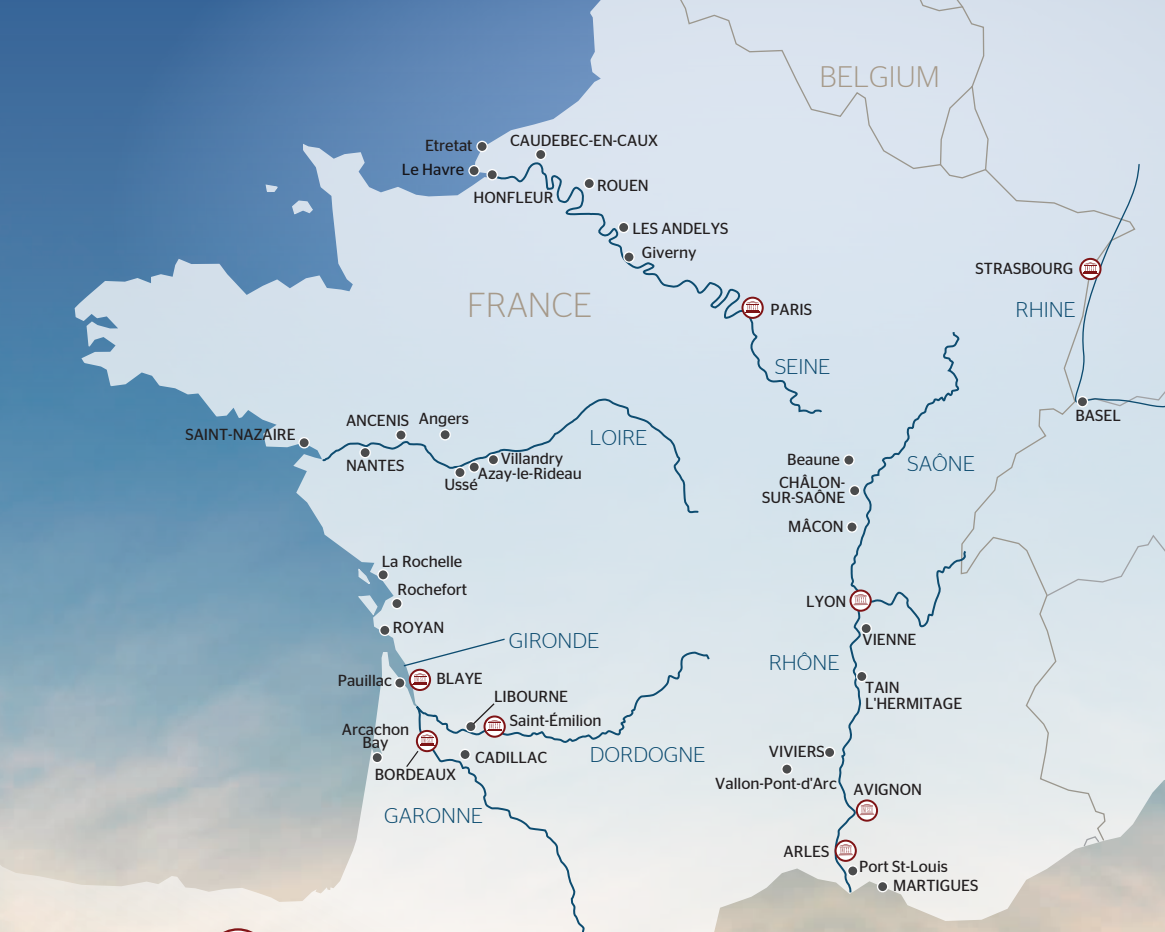 BELGIUM
Etretat
CAUDEBEC-EN-CAUX
Le Havre
HONFLEUR
ROUEN
LES ANDELYS
Giverny
STRASBOURG
FRANCE
PARIS
RHINE
SEINE
BASEL
SAINT-NAZAIRE
ANCENIS
Angers
NANTES
LOIRE
Villandry
Azay-le-Rideau
Ussé
Beaune
SAÔNE
CHÂLON-
SUR-SAÔNE
MÂCON
La Rochelle
Rochefort
ROYAN
LYON
VIENNE
GIRONDE
RHÔNE
Pauillac
BLAYE
LIBOURNE
Saint-Émilion
TAIN
L'HERMITAGE
Arcachon
Bay
BORDEAUX
CADILLAC
DORDOGNE
VIVIERS
Vallon-Pont-d'Arc
AVIGNON
GARONNE
ARLES
Port St-Louis
MARTIGUES